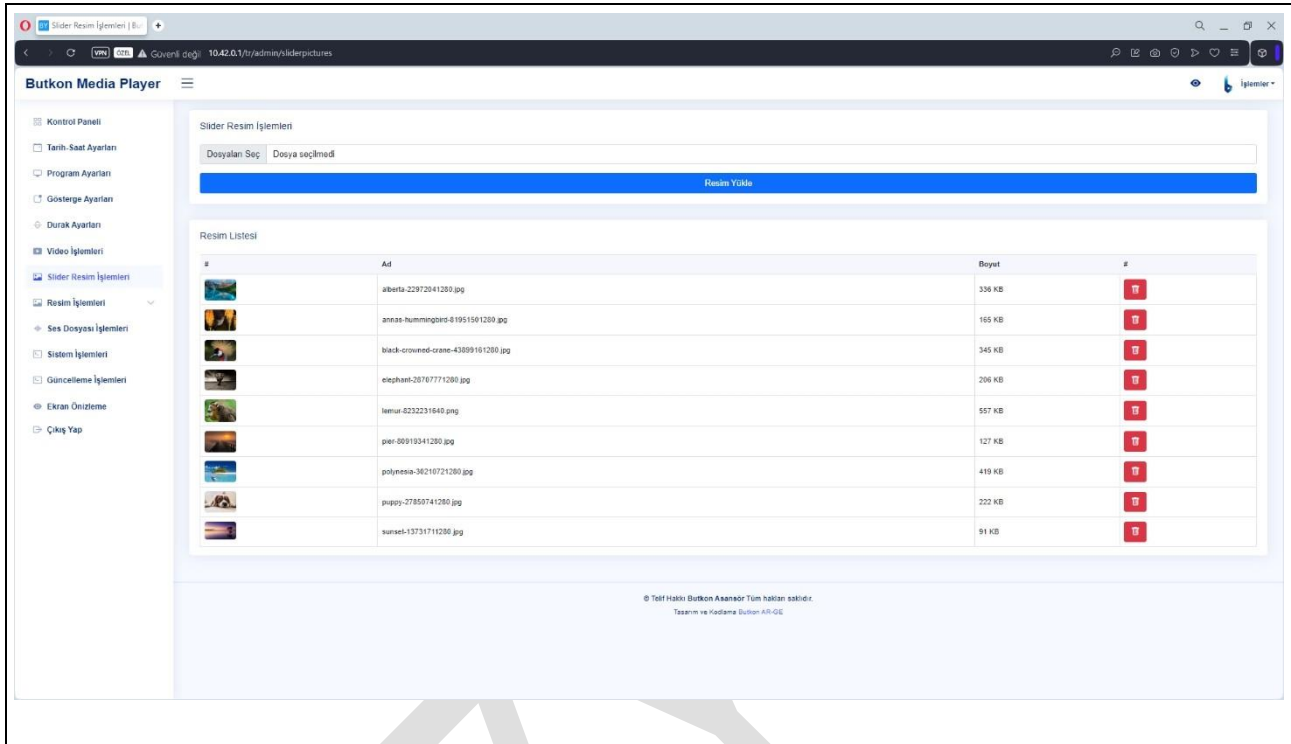 Slider Resim İşlemleri | Bu
VPN ÖZEL Güvenli değil 10.42.0.1/tr/admin/sliderpictures
Butkon Media Player
İşlemler
Kontrol Paneli
Tarih-Saat Ayarları
Program Ayarları
Gösterge Ayarları
Durak Ayarları
Video İşlemleri
Slider Resim İşlemleri
Resim İşlemleri
Ses Dosyası İşlemleri
Sistem İşlemleri
Güncelleme İşlemleri
Ekran Önizleme
Çıkış Yap
Slider Resim İşlemleri
Dosyaları Seç Dosya seçilmedi
Resim Yükle
Resim Listesi
# Ad Boyut #
alberta-22972041280.jpg 336 KB
annas-hummingbird-81951501280.jpg 165 KB
black-crowned-crane-43899161280.jpg 345 KB
elephant-28707771280.jpg 206 KB
lemur-8232231640.png 557 KB
pier-80919341280.jpg 127 KB
polynesia-30210721280.jpg 419 KB
puppy-27850741280.jpg 222 KB
sunset-13731711280.jpg 91 KB
© Telif Hakkı Butkon Asansör Tüm hakları saklıdır.
Tasarım ve Kodlama Butkon AR-GE